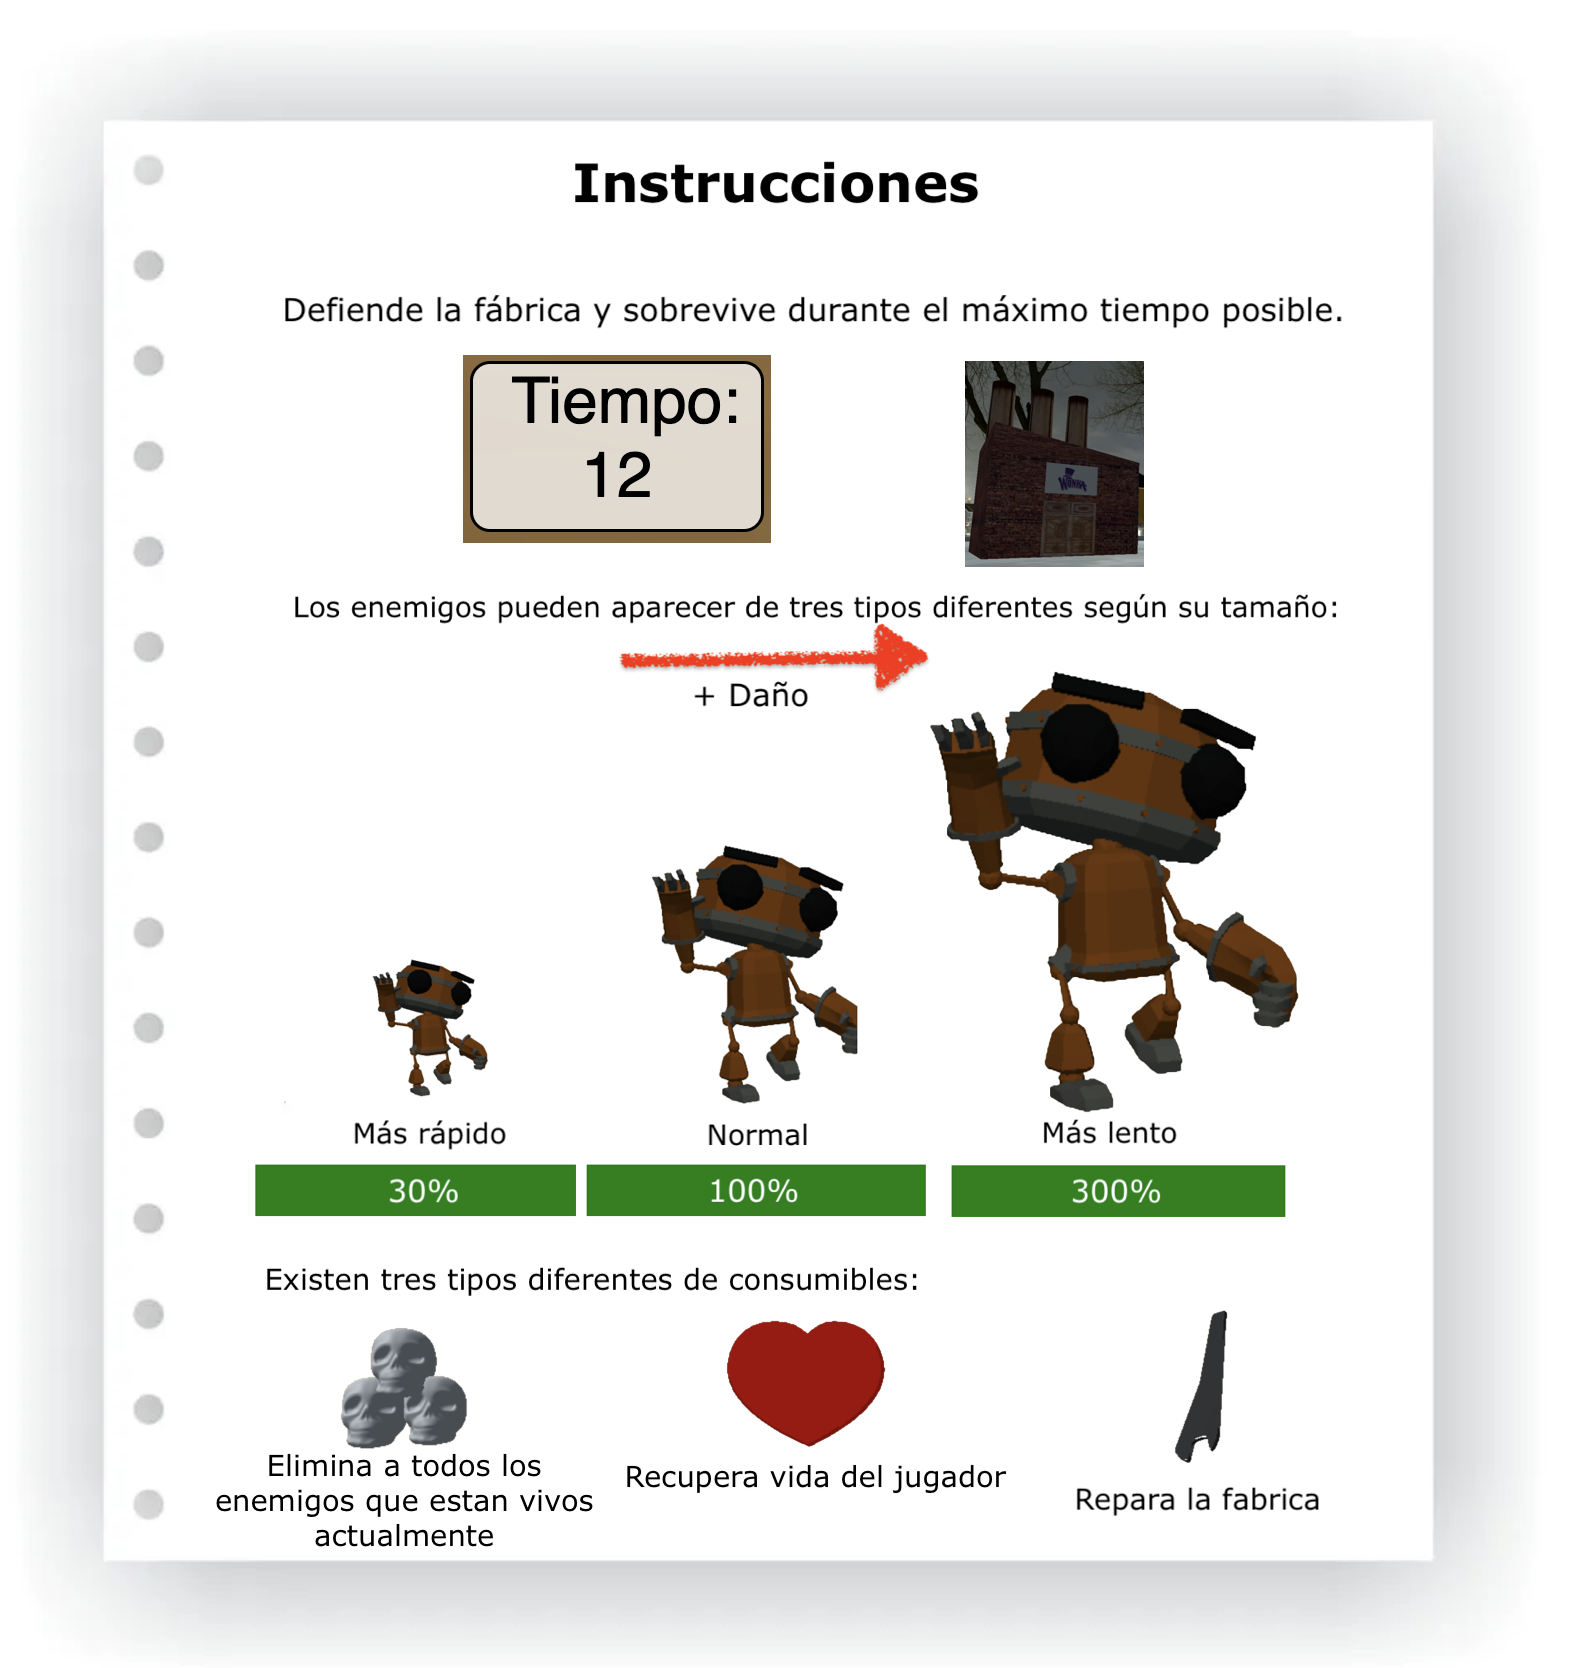 Instrucciones
Defiende la fábrica y sobrevive durante el máximo tiempo posible.
Tiempo:
12
WONKA
Los enemigos pueden aparecer de tres tipos diferentes según su tamaño:
+ Daño
Más rápido
Normal
Más lento
30%
100%
300%
Existen tres tipos diferentes de consumibles:
Elimina a todos los
enemigos que estan vivos
actualmente
Recupera vida del jugador
Repara la fabrica